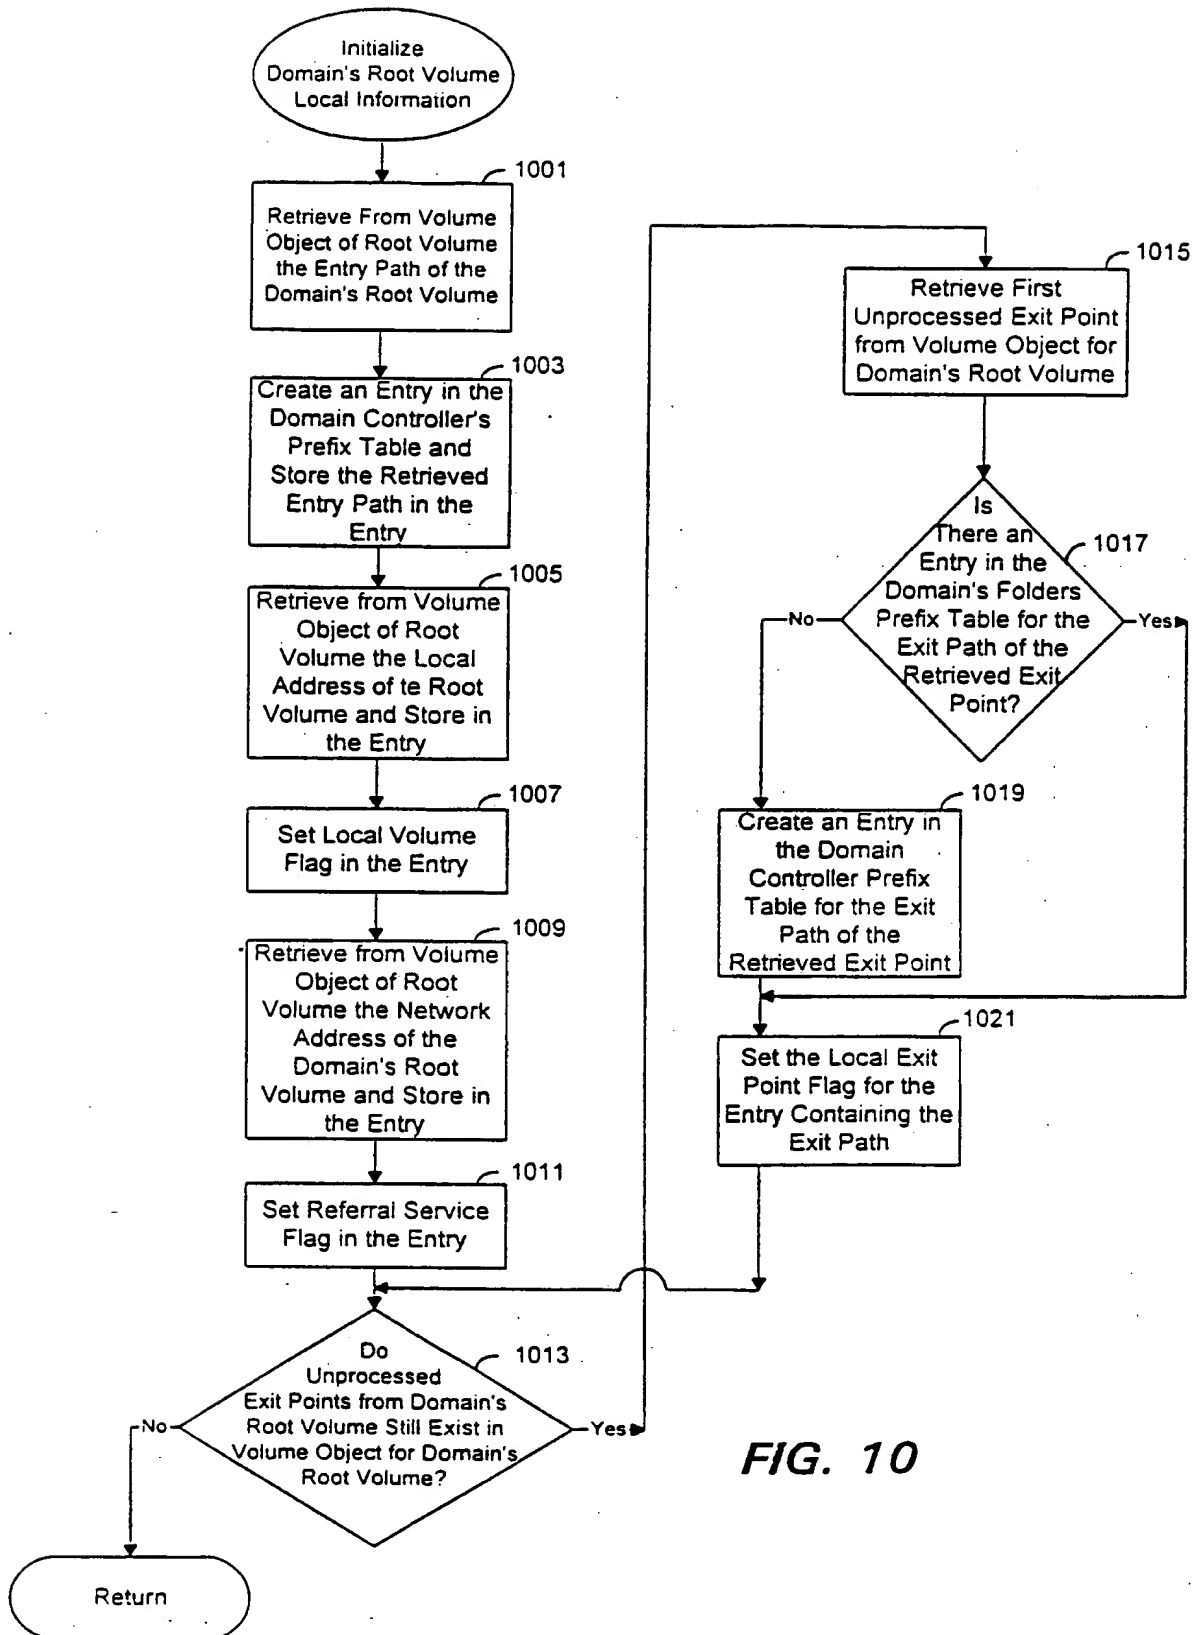 Initialize
Domain's Root Volume
Local Information
1001
Retrieve From Volume
Object of Root Volume
the Entry Path of the
Domain's Root Volume
1003
Create an Entry in the
Domain Controller's
Prefix Table and
Store the Retrieved
Entry Path in the
Entry
1005
Retrieve from Volume
Object of Root
Volume the Local
Address of te Root
Volume and Store in
the Entry
1007
Set Local Volume
Flag in the Entry
1009
Retrieve from Volume
Object of Root
Volume the Network
Address of the
Domain's Root
Volume and Store in
the Entry
1011
Set Referral Service
Flag in the Entry
1013
Do
Unprocessed
Exit Points from Domain's
Root Volume Still Exist in
Volume Object for Domain's
Root Volume?
No
Yes
Return
1015
Retrieve First
Unprocessed Exit Point
from Volume Object for
Domain's Root Volume
1017
Is
There an
Entry in the
Domain's Folders
Prefix Table for the
Exit Path of the
Retrieved Exit
Point?
No
Yes
1019
Create an Entry in
the Domain
Controller Prefix
Table for the Exit
Path of the
Retrieved Exit Point
1021
Set the Local Exit
Point Flag for the
Entry Containing the
Exit Path
FIG. 10